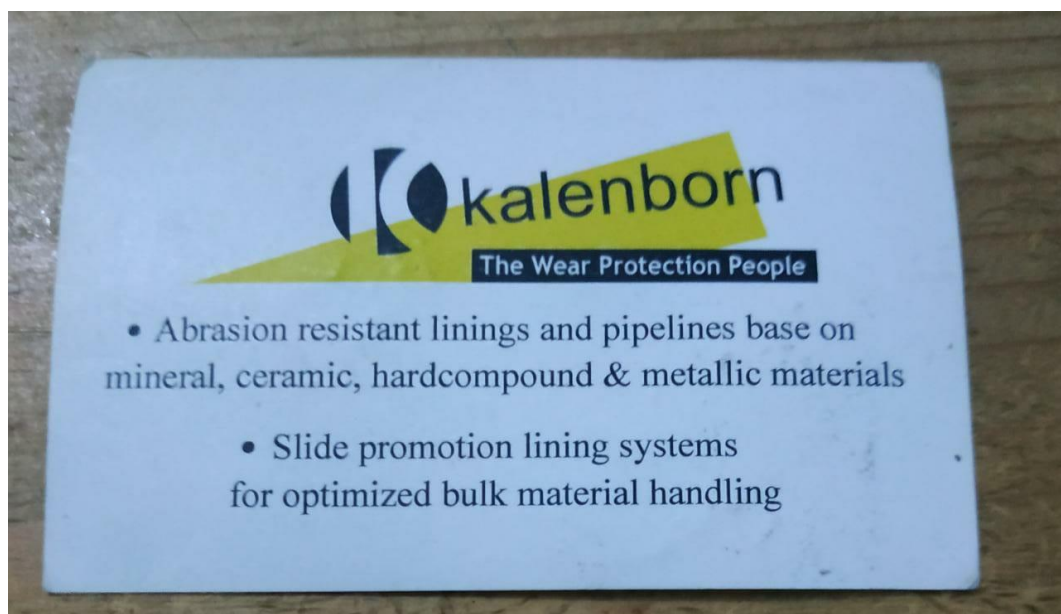 kalenborn
The Wear Protection People
• Abrasion resistant linings and pipelines base on
mineral, ceramic, hardcompound & metallic materials
• Slide promotion lining systems
for optimized bulk material handling